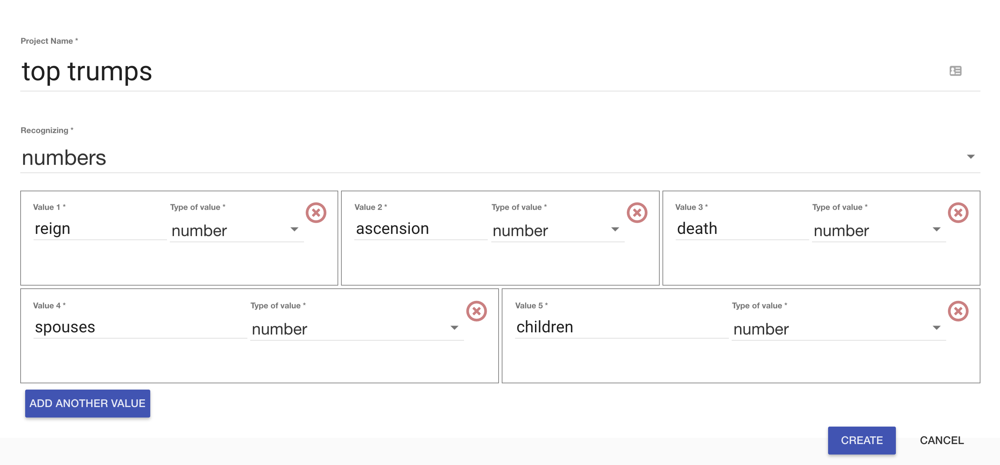 Project Name *
top trumps
Recognizing *
numbers
Value 1 * Type of value * Value 2 * Type of value * Value 3 * Type of value *
reign number ascension number death number
Value 4 * Type of value * Value 5 * Type of value *
spouses number children number
ADD ANOTHER VALUE
CREATE CANCEL